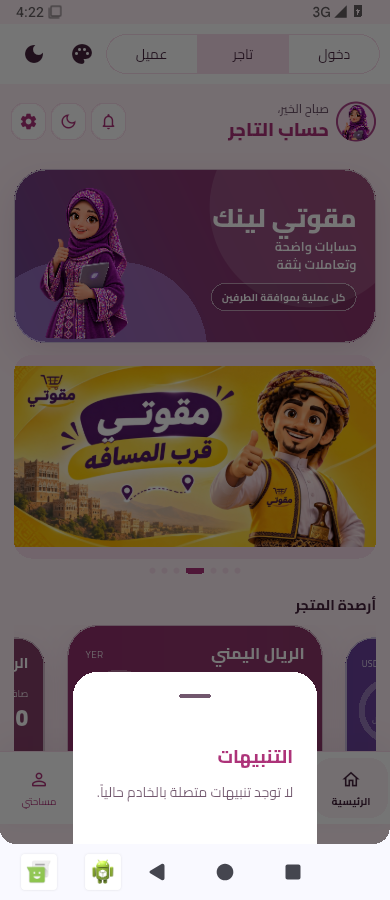 4:22
3G
دخول
تاجر
عميل
صباح الخير،
حساب التاجر
مقوتي لينك
حسابات واضحة
وتعاملات بثقة
كل عملية بموافقة الطرفين
مقوتي
مقوتي
قرب المسافه
مقوتي
أرصدة المتجر
الريال اليمني
YER
USD
التنبيهات
لا توجد تنبيهات متصلة بالخادم حالياً.
الرئيسية
مساحتي